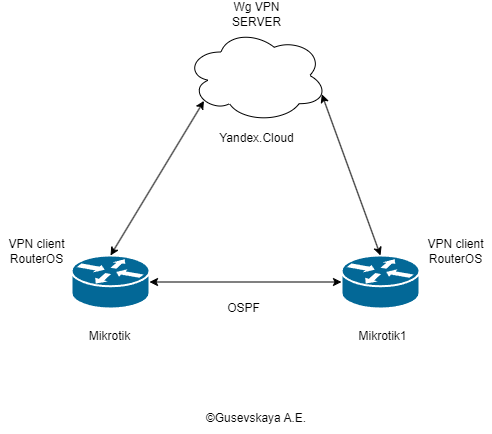 Wg VPN
SERVER
Yandex.Cloud
VPN client
RouterOS
VPN client
RouterOS
OSPF
Mikrotik
Mikrotik1
©Gusevskaya A.E.